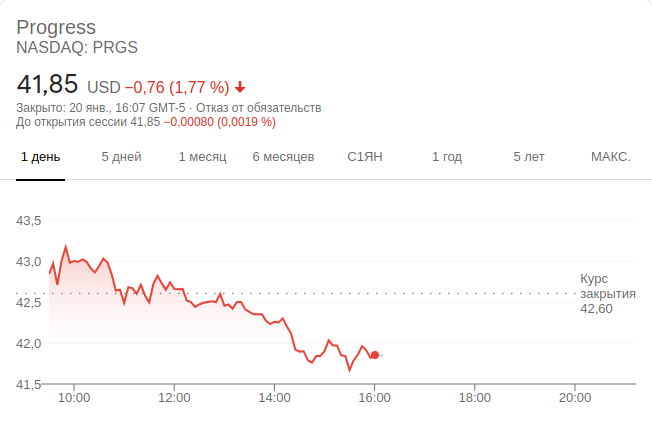 Progress
NASDAQ: PRGS
41,85 USD −0,76 (1,77 %)
Закрыто: 20 янв., 16:07 GMT-5 · Отказ от обязательств
До открытия сессии 41,85 −0,00080 (0,0019 %)
1 день 5 дней 1 месяц 6 месяцев С1ЯН 1 год 5 лет МАКС.
43,5
43,0
Курс
закрытия
42,60
42,5
42,0
41,5
10:00 12:00 14:00 16:00 18:00 20:00